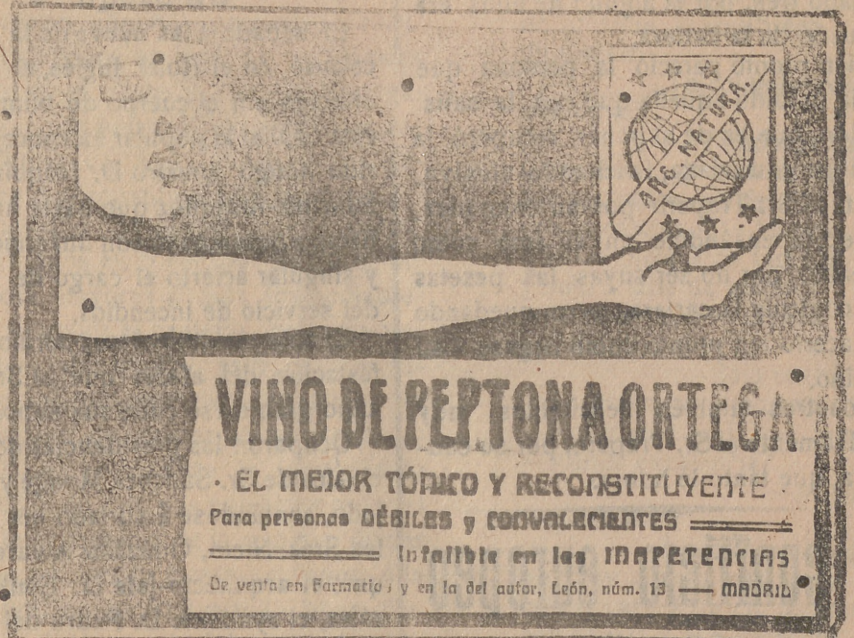 ARG. NATURA.
VINO DE PEPTONA ORTEGA
· EL MEJOR TÓNICO Y RECONSTITUYENTE
Para personas DÉBILES y CONVALECIENTES
Infalible en las INAPETENCIAS
De venta en Farmacias y en la del autor, León, núm. 13 — MADRID